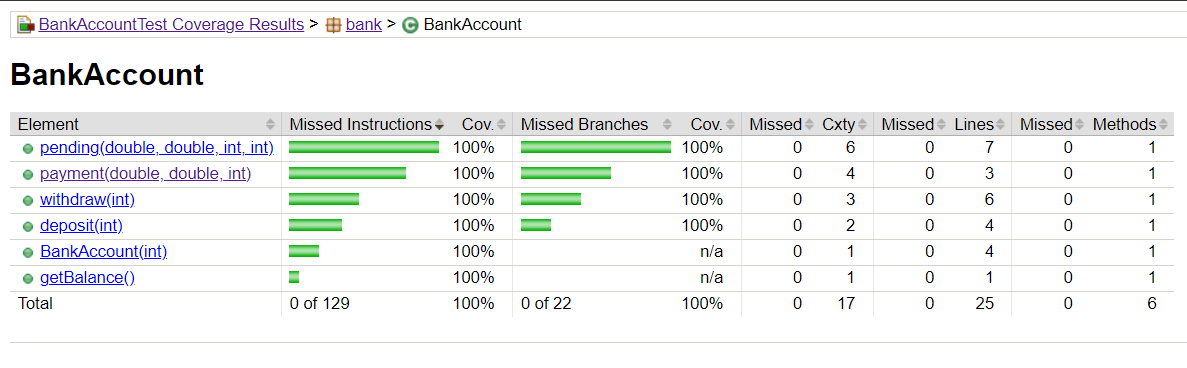 BankAccountTest Coverage Results > bank > BankAccount
BankAccount
Element Missed Instructions Cov. Missed Branches Cov. Missed Cxty Missed Lines Missed Methods
pending(double, double, int, int) 100% 100% 0 6 0 7 0 1
payment(double, double, int) 100% 100% 0 4 0 3 0 1
withdraw(int) 100% 100% 0 3 0 6 0 1
deposit(int) 100% 100% 0 2 0 4 0 1
BankAccount(int) 100% n/a 0 1 0 4 0 1
getBalance() 100% n/a 0 1 0 1 0 1
Total 0 of 129 100% 0 of 22 100% 0 17 0 25 0 6